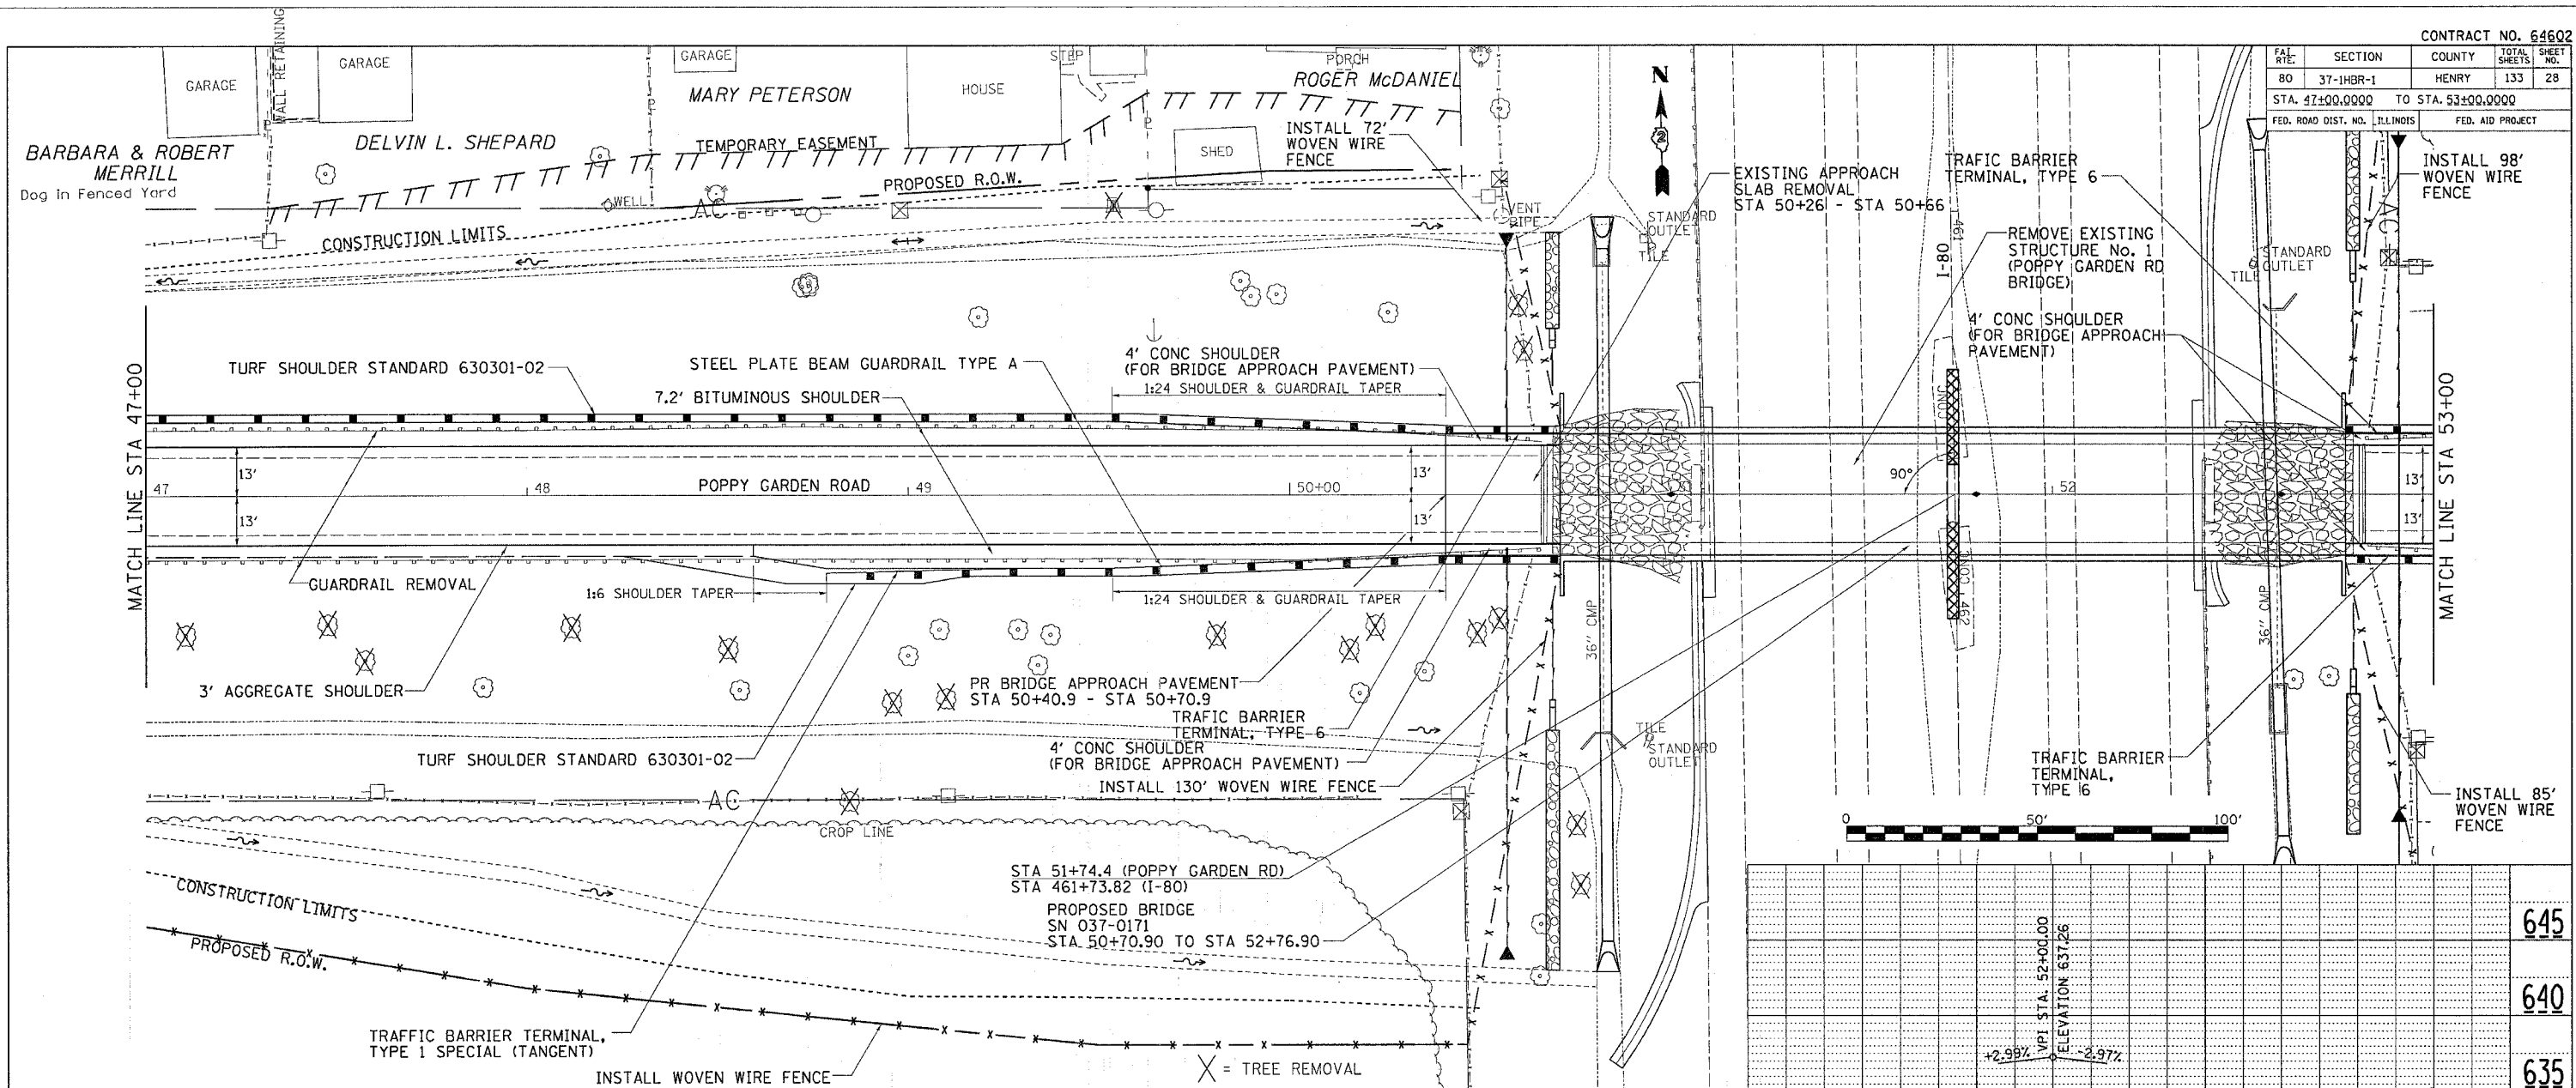 CONTRACT NO. 64602
F.A.I. RTE.
SECTION
COUNTY
TOTAL SHEETS
SHEET NO.
80
37-1HBR-1
HENRY
133
28
STA. 47+00.0000 TO STA. 53+00.0000
FED. ROAD DIST. NO.
ILLINOIS
FED. AID PROJECT
GARAGE
WALL RETAINING
GARAGE
GARAGE
HOUSE
STEP
PORCH
MARY PETERSON
ROGER McDANIEL
DELVIN L. SHEPARD
BARBARA & ROBERT
MERRILL
Dog in Fenced Yard
TEMPORARY EASEMENT
SHED
PROPOSED R.O.W.
WELL
AC
CONSTRUCTION LIMITS
INSTALL 72'
WOVEN WIRE
FENCE
VENT
PIPE
N
2
STANDARD
OUTLET
TILE
EXISTING APPROACH
SLAB REMOVAL
STA 50+26 - STA 50+66
TRAFIC BARRIER
TERMINAL, TYPE 6
461
I-80
REMOVE EXISTING
STRUCTURE No. 1
(POPPY GARDEN RD
BRIDGE)
INSTALL 98'
WOVEN WIRE
FENCE
AC
STANDARD
OUTLET
TILE
4' CONC SHOULDER
(FOR BRIDGE APPROACH
PAVEMENT)
MATCH LINE STA 47+00
TURF SHOULDER STANDARD 630301-02
STEEL PLATE BEAM GUARDRAIL TYPE A
7.2' BITUMINOUS SHOULDER
4' CONC SHOULDER
(FOR BRIDGE APPROACH PAVEMENT)
1:24 SHOULDER & GUARDRAIL TAPER
CONC
MATCH LINE STA 53+00
13'
13'
13'
90°
47
48
POPPY GARDEN ROAD
49
50+00
52
13'
13'
13'
GUARDRAIL REMOVAL
1:6 SHOULDER TAPER
1:24 SHOULDER & GUARDRAIL TAPER
36" CMP
CONC
462
36" CMP
3' AGGREGATE SHOULDER
PR BRIDGE APPROACH PAVEMENT
STA 50+40.9 - STA 50+70.9
TRAFIC BARRIER
TERMINAL, TYPE 6
4' CONC SHOULDER
(FOR BRIDGE APPROACH PAVEMENT)
TURF SHOULDER STANDARD 630301-02
INSTALL 130' WOVEN WIRE FENCE
TILE
STANDARD
OUTLET
TRAFIC BARRIER
TERMINAL,
TYPE 6
INSTALL 85'
WOVEN WIRE
FENCE
AC
CROP LINE
0
50'
100'
STA 51+74.4 (POPPY GARDEN RD)
STA 461+73.82 (I-80)
PROPOSED BRIDGE
SN 037-0171
STA 50+70.90 TO STA 52+76.90
CONSTRUCTION LIMITS
PROPOSED R.O.W.
TRAFFIC BARRIER TERMINAL,
TYPE 1 SPECIAL (TANGENT)
INSTALL WOVEN WIRE FENCE
X = TREE REMOVAL
VPI STA. 52+00.00
ELEVATION 637.26
+2.99%
-2.97%
645
640
635